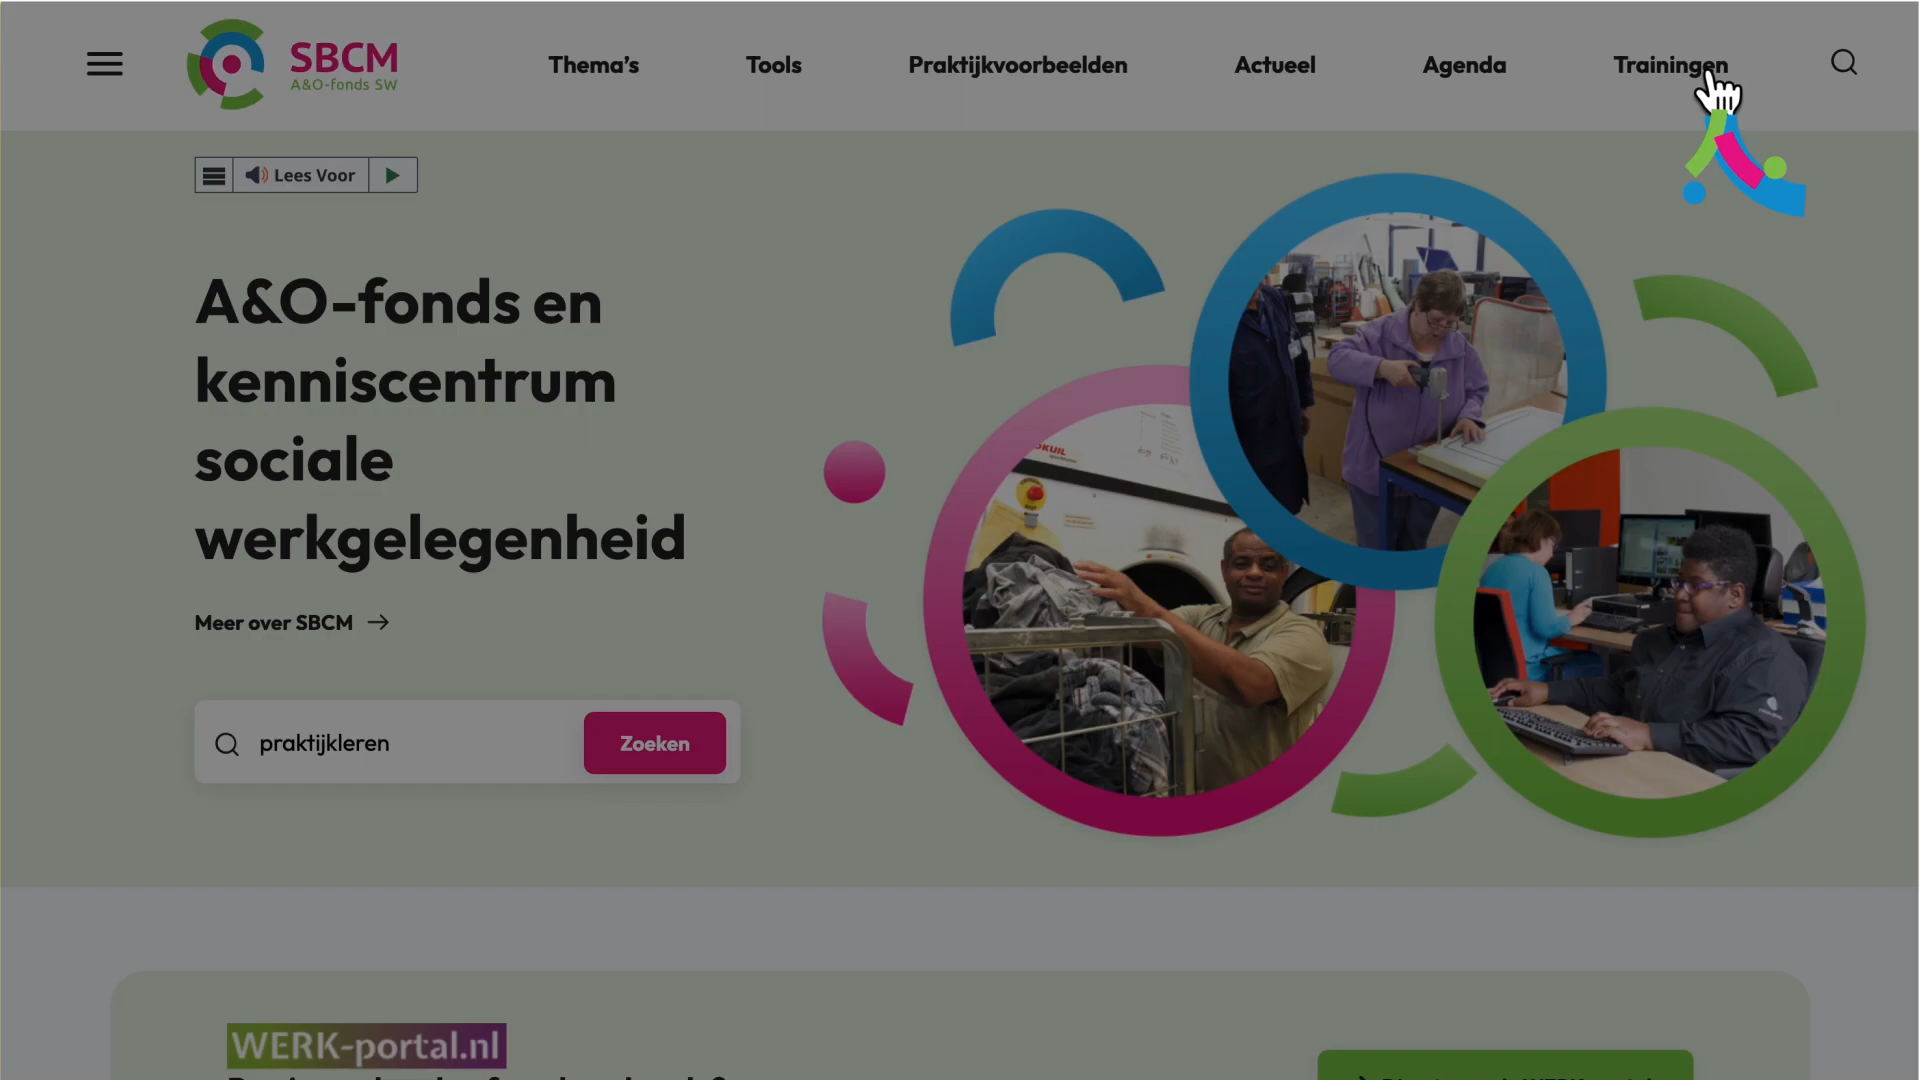 SBCM
A&O-fonds SW
Thema's
Tools
Praktijkvoorbeelden
Actueel
Agenda
Trainingen
Lees Voor
A&O-fonds en
kenniscentrum
sociale
werkgelegenheid
Meer over SBCM
praktijkleren
Zoeken
WERK-portal.nl